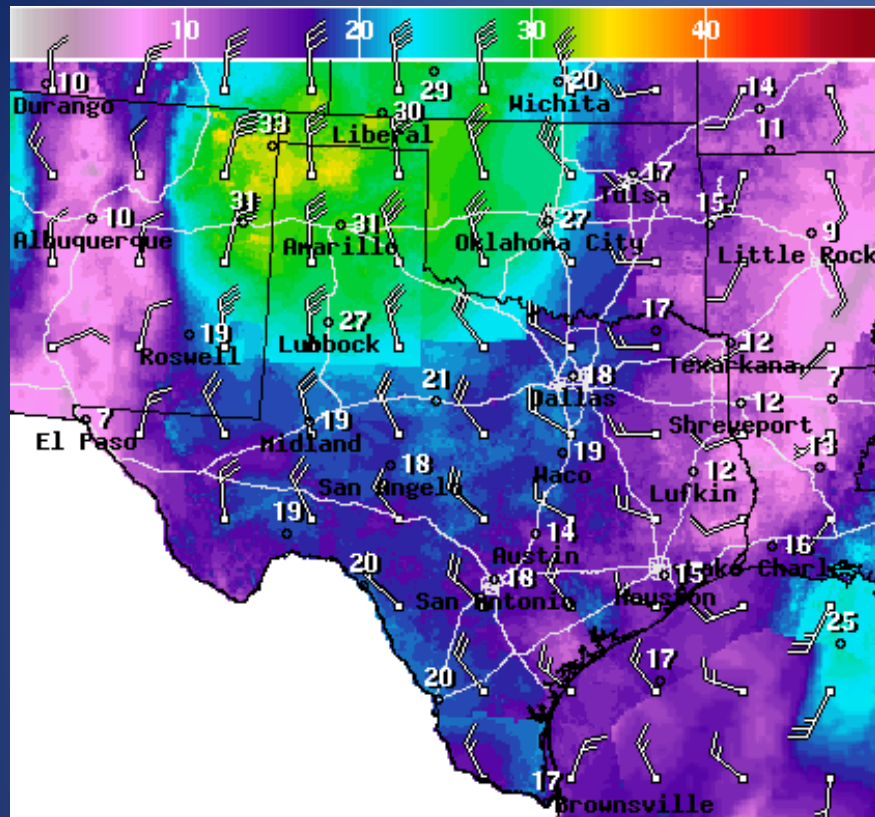 10 20 30 40
10 29 20 14
Durango Wichita
33 30 11
Liberal
17
Tulsa
10 31 31 27 15 9
Albuquerque Amarillo Oklahoma City Little Rock
19 27 17 12
Roswell Lubbock Texarkana
21 18 12 7
Dallas
7 19 Shreveport
El Paso Midland
18 19 12 13
San Angelo Waco Lufkin
19 14 16
Austin Lake Charles
20 18 15
San Antonio Houston
25
20 17
17
Brownsville